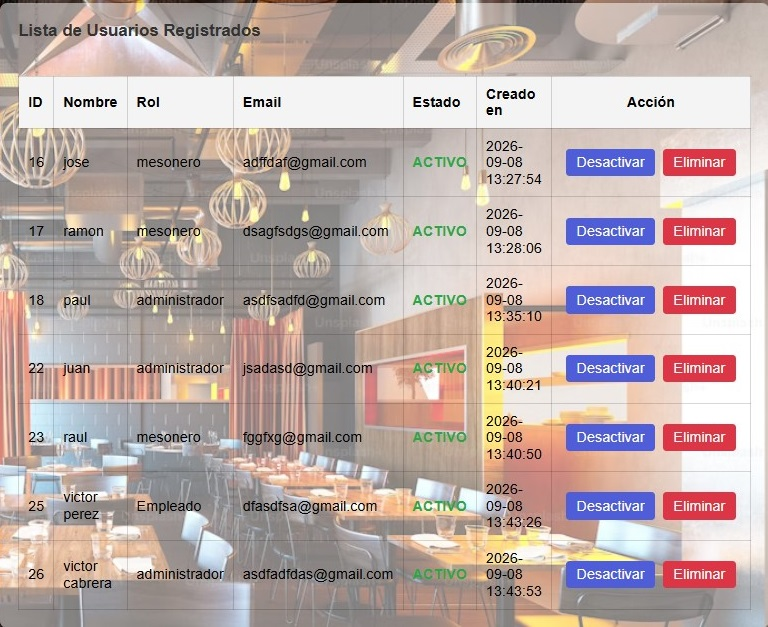 Lista de Usuarios Registrados
ID Nombre Rol Email Estado Creado en Acción
16 jose mesonero adffdaf@gmail.com ACTIVO 2026-09-08 13:27:54 Desactivar Eliminar
17 ramon mesonero dsagfsdgs@gmail.com ACTIVO 2026-09-08 13:28:06 Desactivar Eliminar
18 paul administrador asdfsadfd@gmail.com ACTIVO 2026-09-08 13:35:10 Desactivar Eliminar
22 juan administrador jsadasd@gmail.com ACTIVO 2026-09-08 13:40:21 Desactivar Eliminar
23 raul mesonero fggfxg@gmail.com ACTIVO 2026-09-08 13:40:50 Desactivar Eliminar
25 victor perez Empleado dfasdfsa@gmail.com ACTIVO 2026-09-08 13:43:26 Desactivar Eliminar
26 victor cabrera administrador asdfadfdas@gmail.com ACTIVO 2026-09-08 13:43:53 Desactivar Eliminar